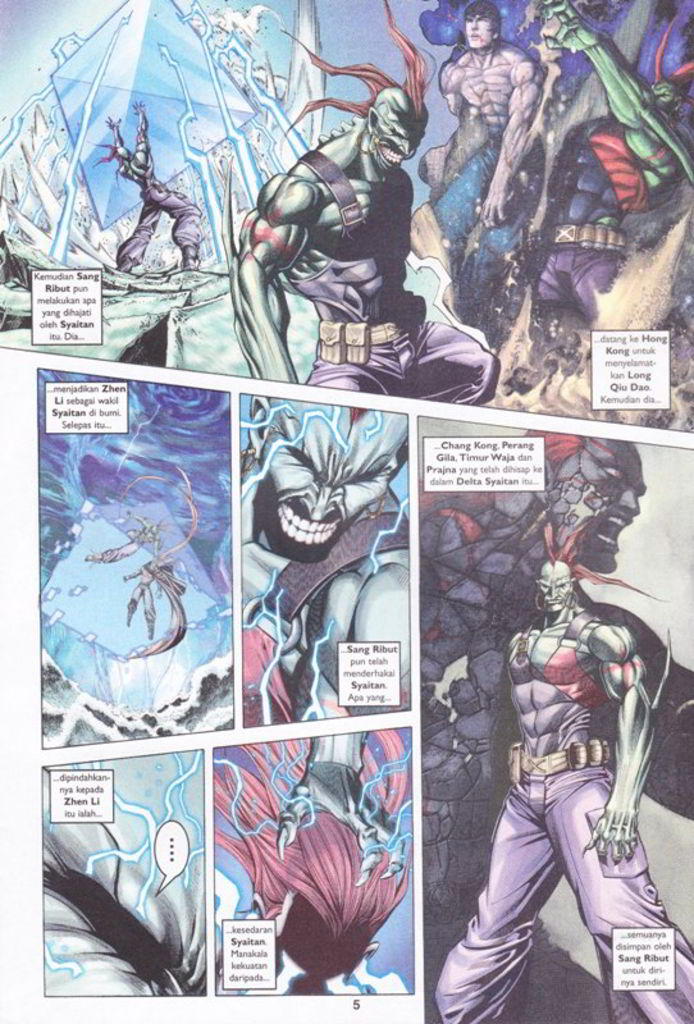 Kemudian Sang
Ribut pun
melakukan apa
yang dihajati
oleh Syaitan
itu. Dia...
...datang ke Hong
Kong untuk
menyelamat-
kan Long
Qiu Dao.
Kemudian dia...
...menjadikan Zhen
Li sebagai wakil
Syaitan di bumi.
Selepas itu...
...Sang Ribut
pun telah
menderhakai
Syaitan.
Apa yang...
...dipindahkan-
nya kepada
Zhen Li
itu ialah...
....
...kesedaran
Syaitan.
Manakala
kekuatan
daripada...
...Chang Kong, Perang
Gila, Timur Waja dan
Prajna yang telah dihisap ke
dalam Delta Syaitan itu...
...semuanya
disimpan oleh
Sang Ribut
untuk diri-
nya sendiri.
5